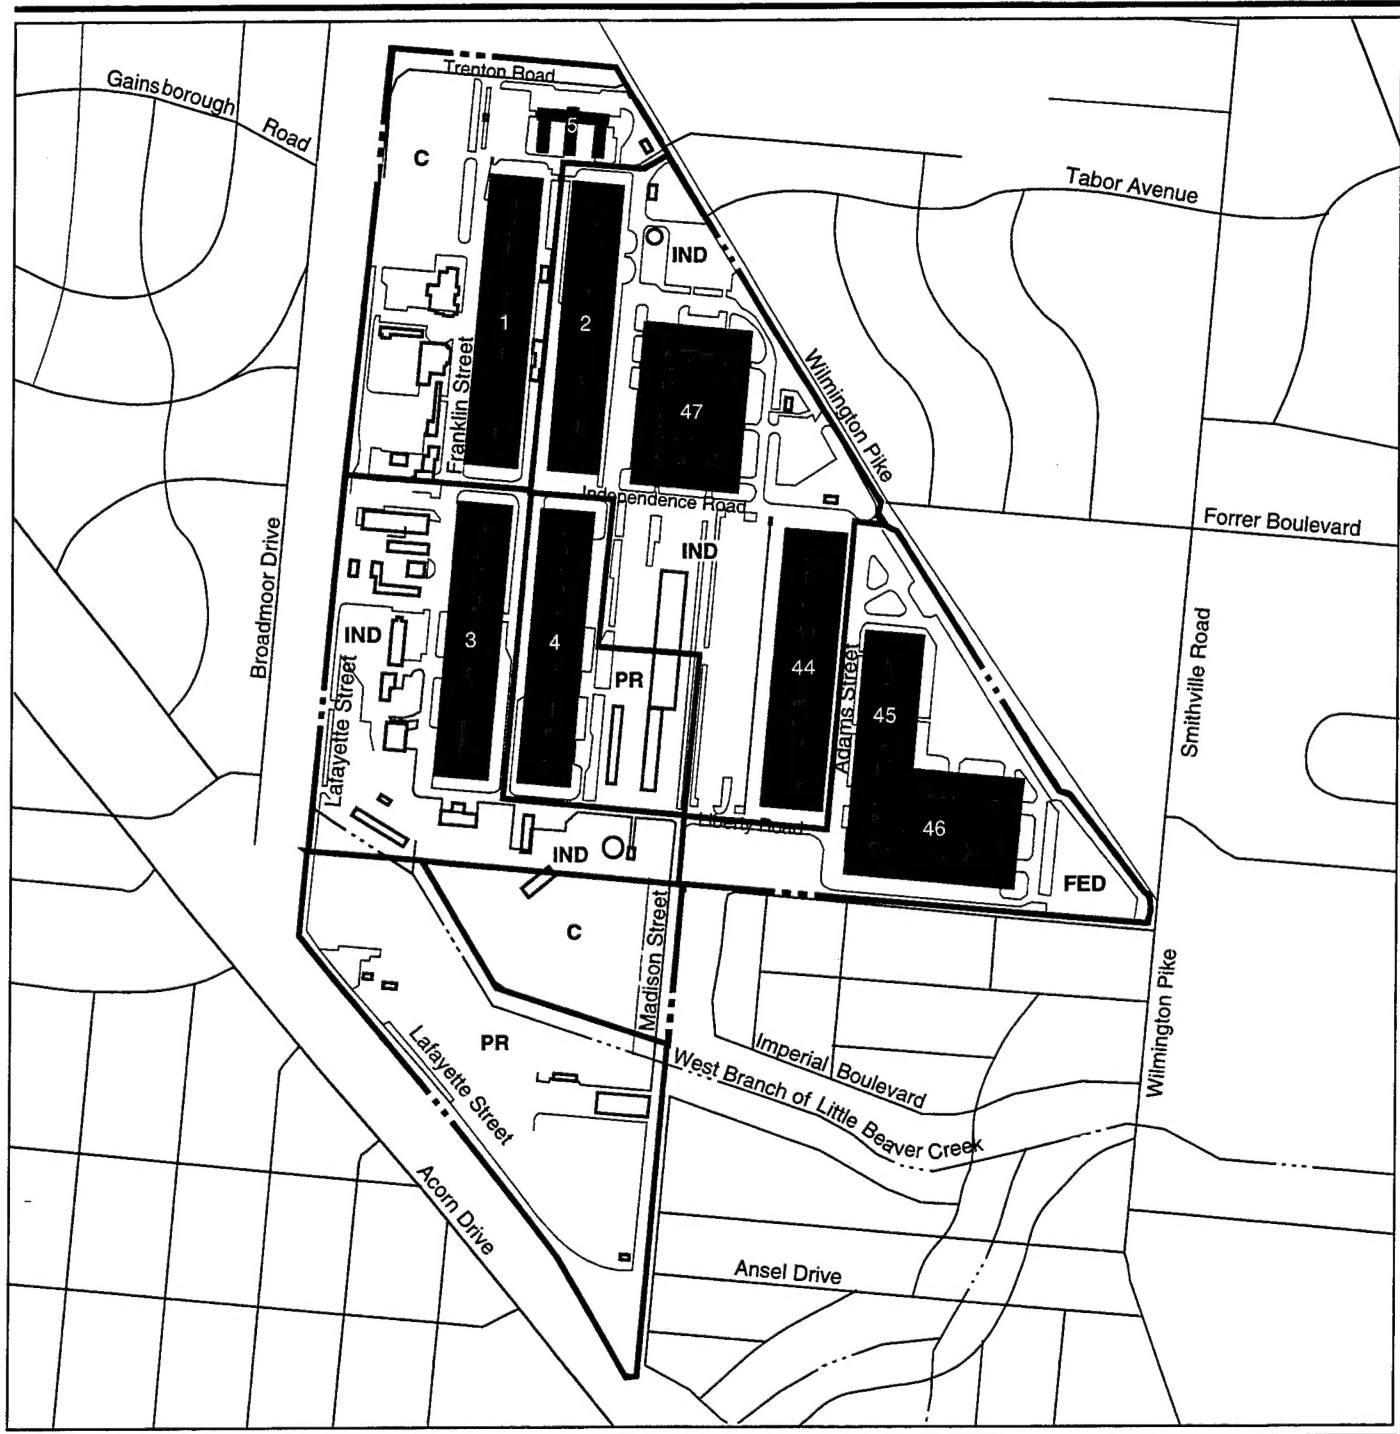 Trenton Road
Gainsborough Road
5
C
Tabor Avenue
IND
1
2
Wilmington Pike
Franklin Street
47
Independence Road
Forrer Boulevard
IND
Broadmoor Drive
IND
3
4
PR
44
Adams Street
45
Smithville Road
Lafayette Street
Liberty Road
46
IND
FED
C
Madison Street
Wilmington Pike
PR
Lafayette Street
Imperial Boulevard
West Branch of Little Beaver Creek
Acorn Drive
Ansel Drive